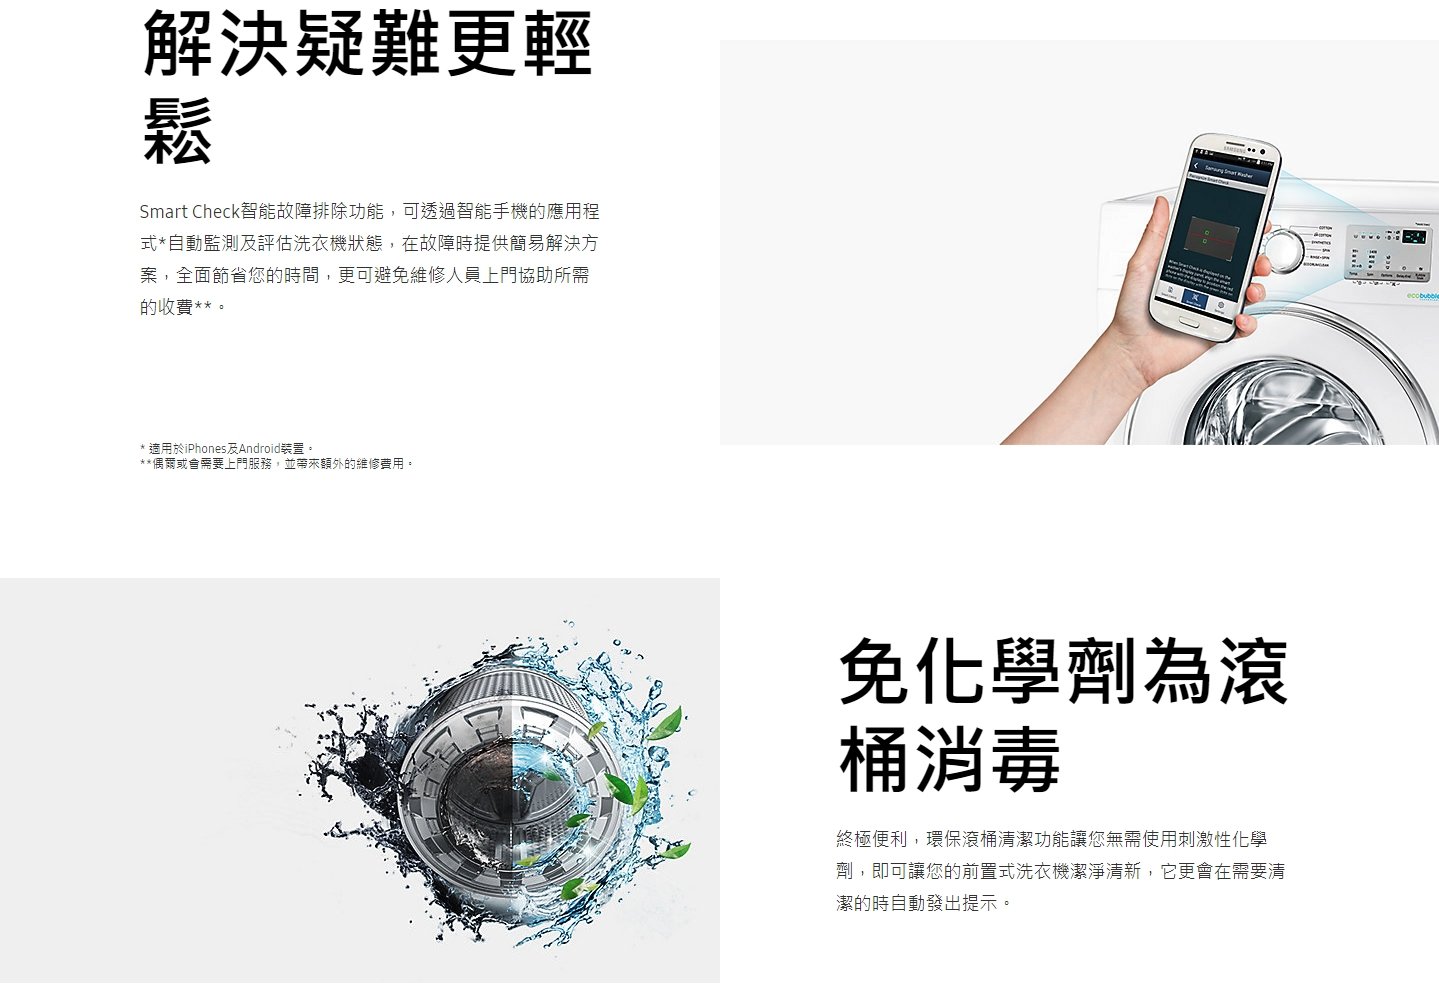 解決疑難更輕
鬆
Smart Check智能故障排除功能，可透過智能手機的應用程
式*自動監測及評估洗衣機狀態，在故障時提供簡易解決方
案，全面節省您的時間，更可避免維修人員上門協助所需
的收費**。
* 適用於iPhones及Android裝置。
**偶爾或會需要上門服務，並帶來額外的維修費用。
SAMSUNG
Samsung Smart Washer
COTTON
SYNTHETICS
SPIN
RINSE+SPIN
ecobubble
免化學劑為滾
桶消毒
終極便利，環保滾桶清潔功能讓您無需使用刺激性化學
劑，即可讓您的前置式洗衣機潔淨清新，它更會在需要清
潔的時自動發出提示。